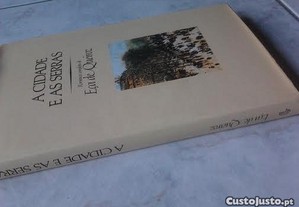 A CIDADE
E AS SERRAS
Eça de Queiroz
A CIDADE E AS SERRAS
Eça de Queiroz
CustoJusto.pt